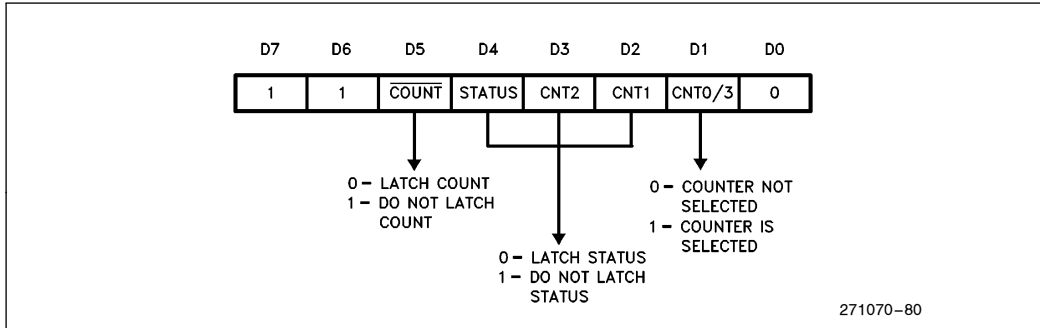 D7 D6 D5 D4 D3 D2 D1 D0
1 1 COUNT STATUS CNT2 CNT1 CNT0/3 0
0 – LATCH COUNT
1 – DO NOT LATCH
COUNT
0 – COUNTER NOT
SELECTED
1 – COUNTER IS
SELECTED
0 – LATCH STATUS
1 – DO NOT LATCH
STATUS
271070–80